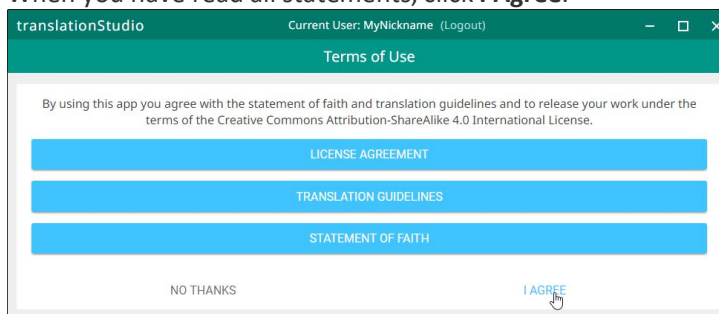 When you have read all statements, click I Agree.
translationStudio Current User: MyNickname (Logout)
Terms of Use
By using this app you agree with the statement of faith and translation guidelines and to release your work under the
terms of the Creative Commons Attribution-ShareAlike 4.0 International License.
LICENSE AGREEMENT
TRANSLATION GUIDELINES
STATEMENT OF FAITH
NO THANKS I AGREE